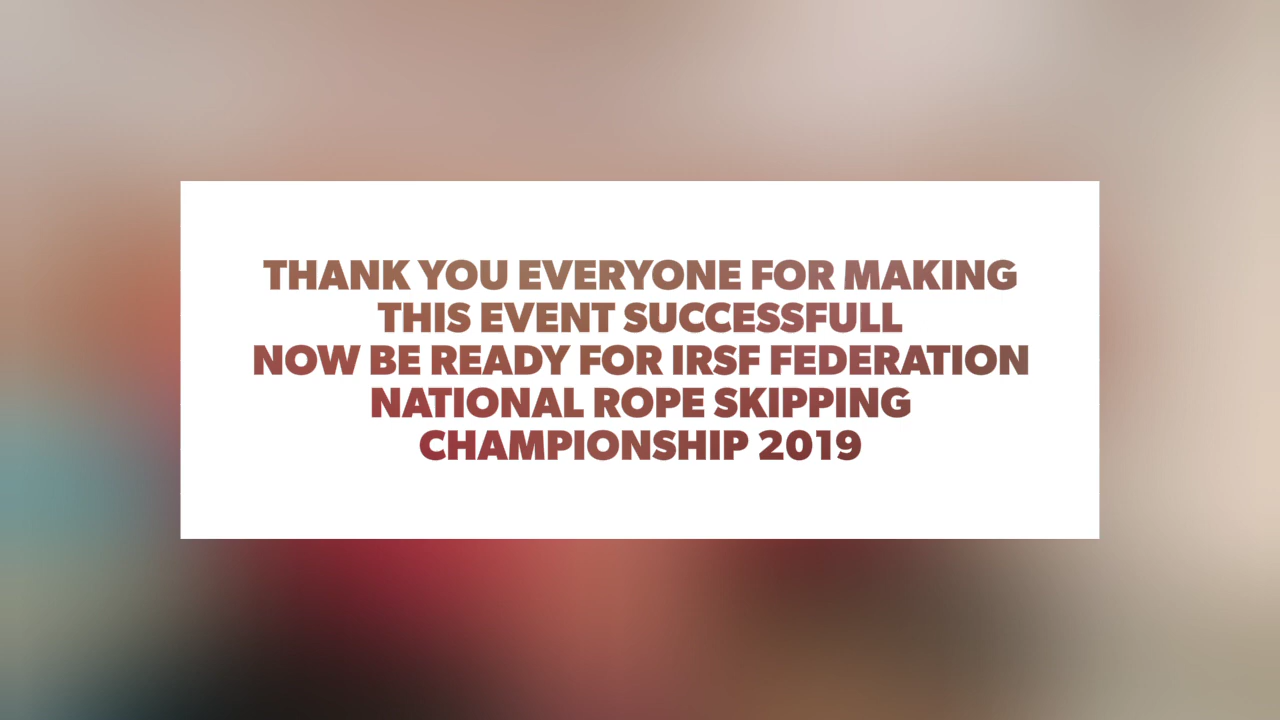 THANK YOU EVERYONE FOR MAKING
THIS EVENT SUCCESSFULL
NOW BE READY FOR IRSF FEDERATION
NATIONAL ROPE SKIPPING
CHAMPIONSHIP 2019